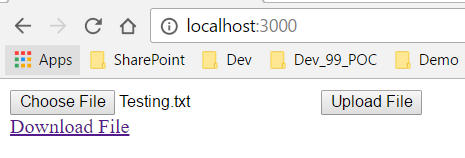 localhost:3000
Apps SharePoint Dev Dev_99_POC Demo
Choose File Testing.txt Upload File
Download File